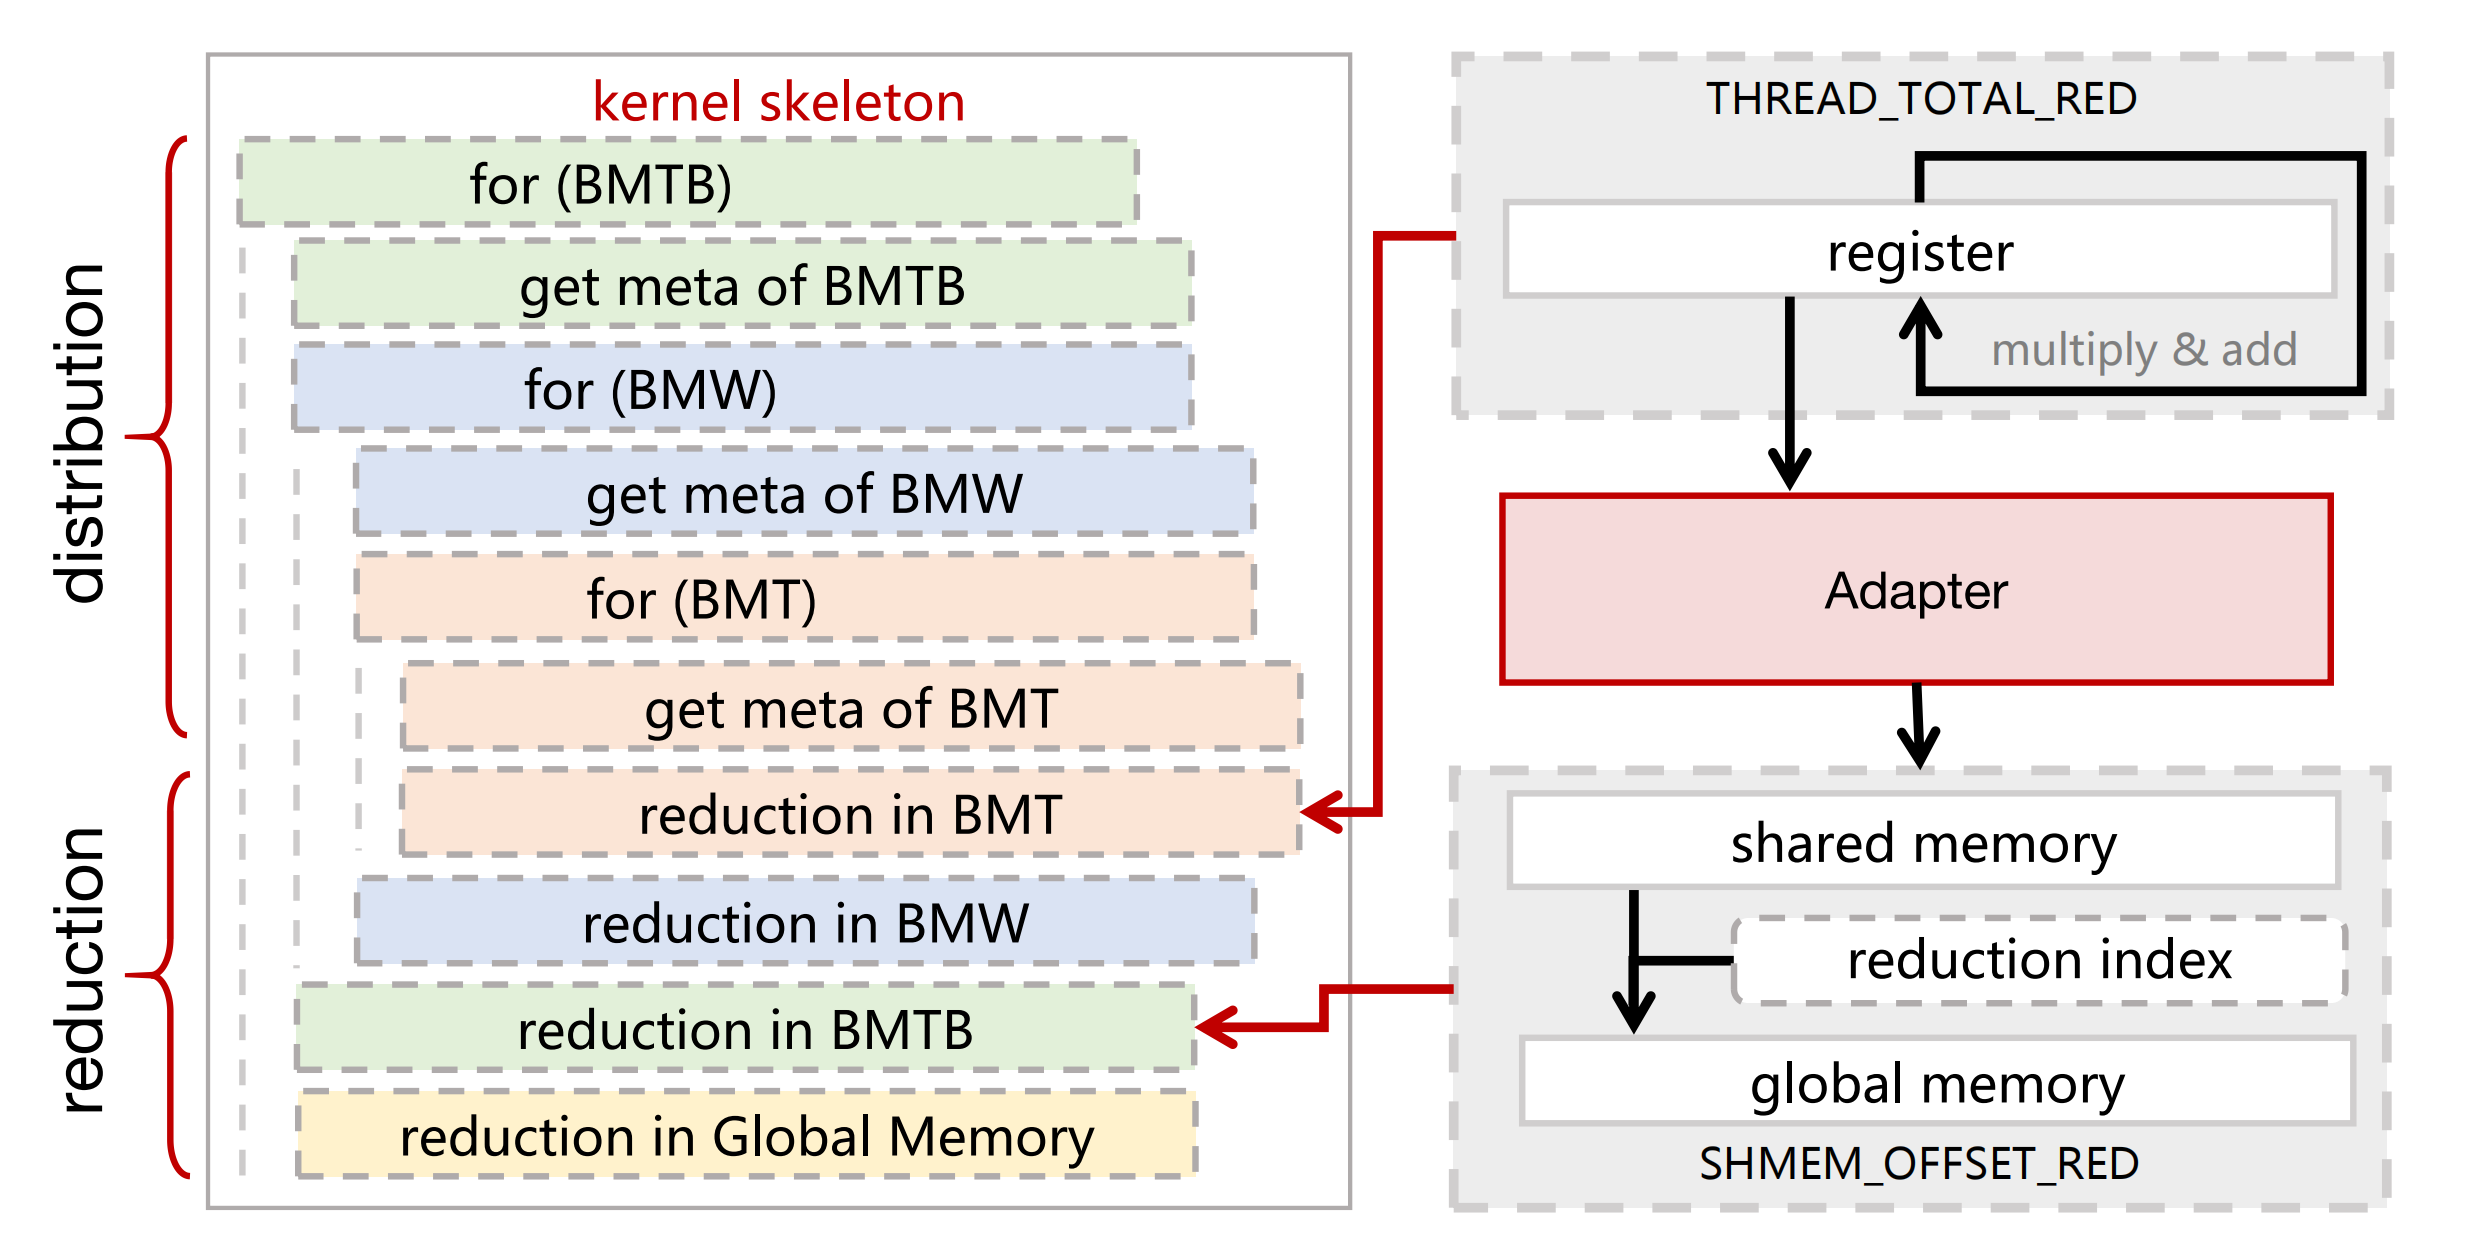 kernel skeleton
distribution
for (BMTB)
get meta of BMTB
for (BMW)
get meta of BMW
for (BMT)
get meta of BMT
reduction
reduction in BMT
reduction in BMW
reduction in BMTB
reduction in Global Memory
THREAD_TOTAL_RED
register
multiply & add
Adapter
shared memory
reduction index
global memory
SHMEM_OFFSET_RED